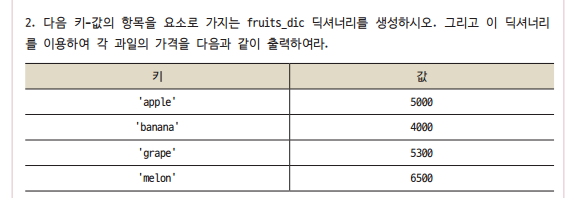 2. 다음 키-값의 항목을 요소로 가지는 fruits_dic 딕셔너리를 생성하시오. 그리고 이 딕셔너리
를 이용하여 각 과일의 가격을 다음과 같이 출력하여라.
키 값
'apple' 5000
'banana' 4000
'grape' 5300
'melon' 6500